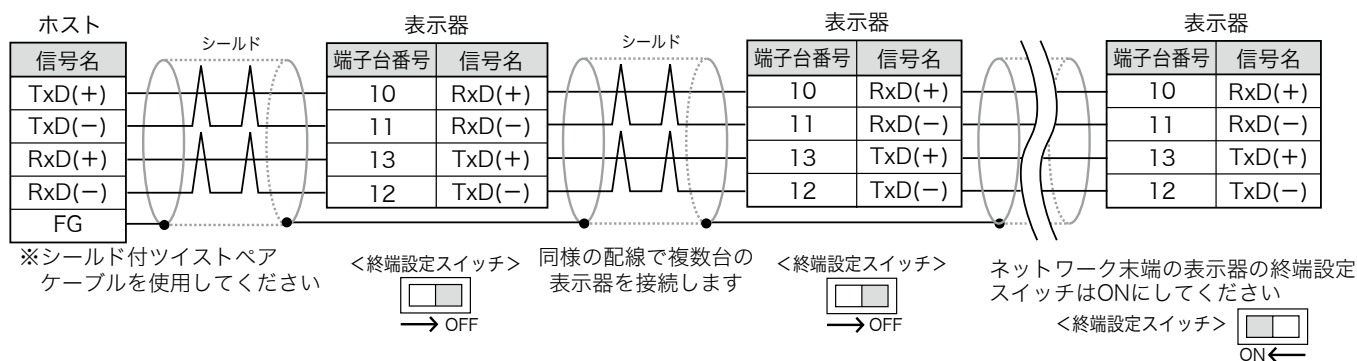 ホスト
信号名
TxD(+)
TxD(−)
RxD(+)
RxD(−)
FG
シールド
表示器
端子台番号 信号名
10 RxD(+)
11 RxD(−)
13 TxD(+)
12 TxD(−)
シールド
表示器
端子台番号 信号名
10 RxD(+)
11 RxD(−)
13 TxD(+)
12 TxD(−)
表示器
端子台番号 信号名
10 RxD(+)
11 RxD(−)
13 TxD(+)
12 TxD(−)
※シールド付ツイストペア
ケーブルを使用してください
<終端設定スイッチ>
→ OFF
同様の配線で複数台の
表示器を接続します
<終端設定スイッチ>
→ OFF
ネットワーク末端の表示器の終端設定
スイッチはONにしてください
<終端設定スイッチ>
ON←